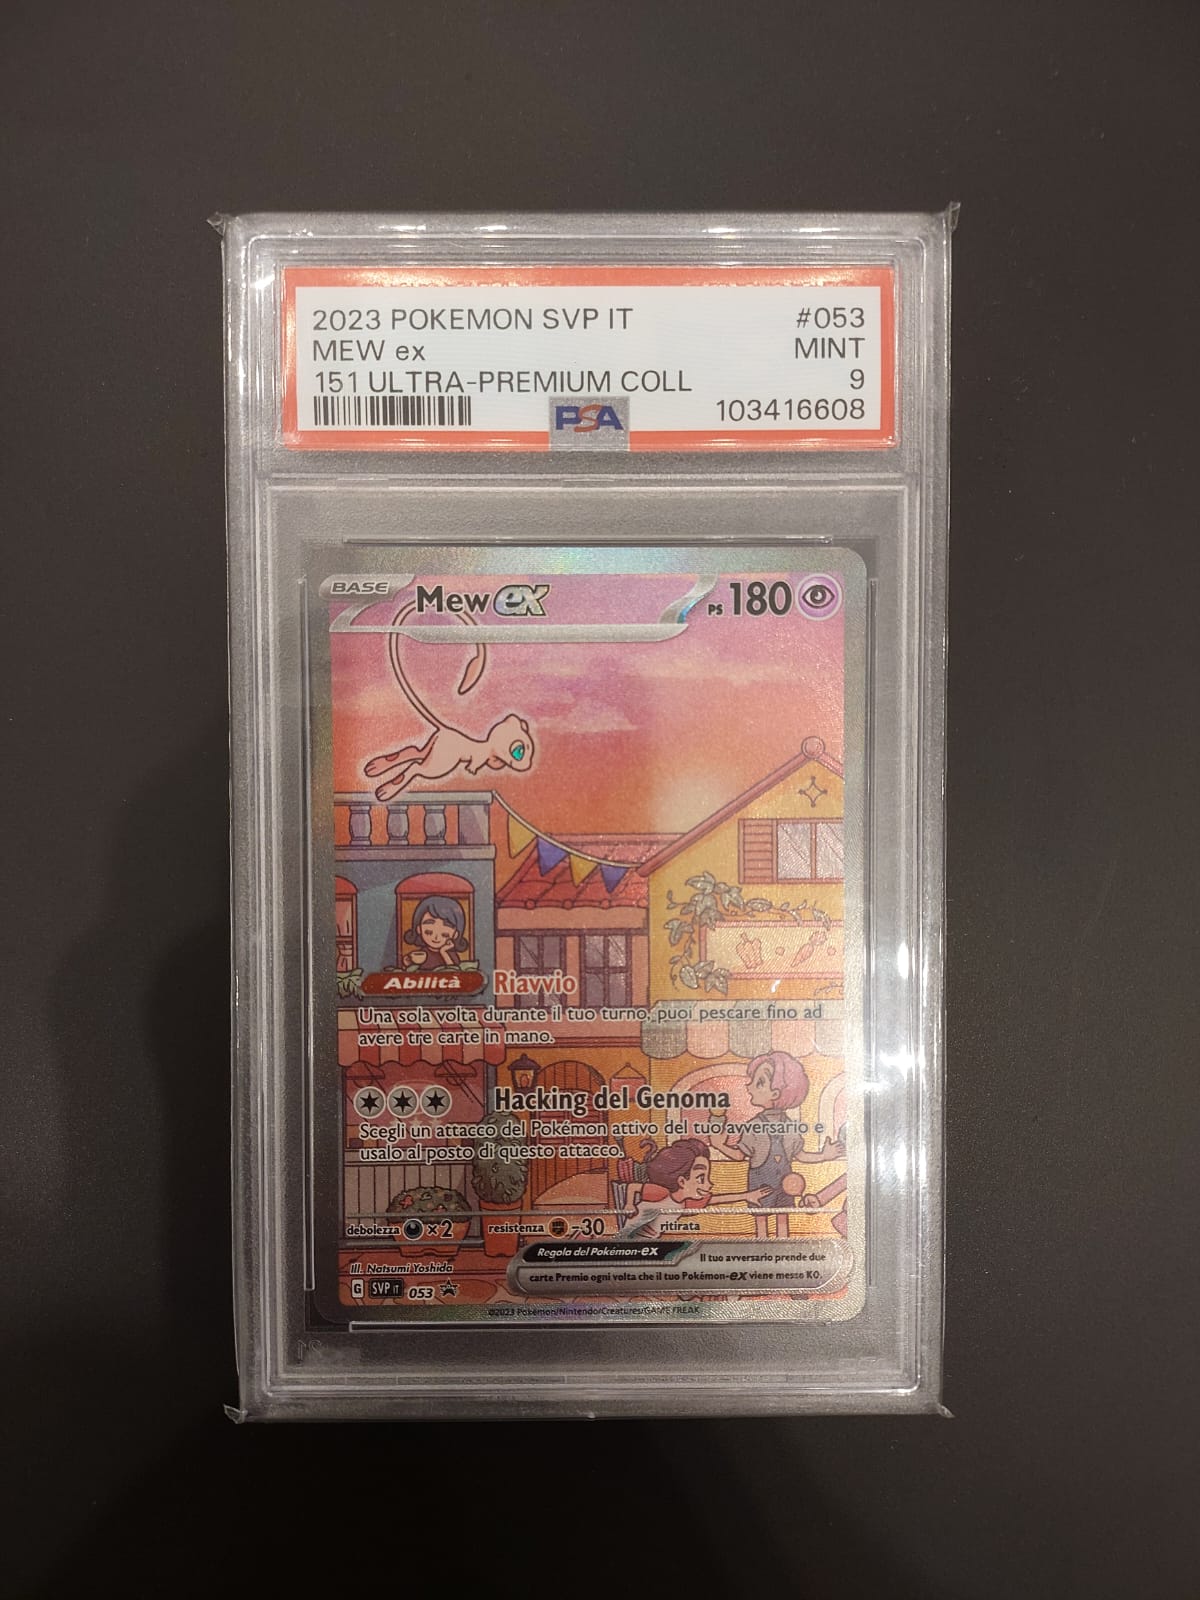 2023 POKEMON SVP IT #053
MEW ex MINT
151 ULTRA-PREMIUM COLL 9
PSA 103416608
BASE Mew ex PS 180
Abilità Riavvio
Una sola volta durante il tuo turno, puoi pescare fino ad
avere tre carte in mano.
Hacking del Genoma
Scegli un attacco del Pokémon attivo del tuo avversario e
usalo al posto di questo attacco.
debolezza ×2 resistenza -30 ritirata
Regola del Pokémon-ex Il tuo avversario prende due
carte Premio ogni volta che il tuo Pokémon-ex viene messo KO.
Ill. Natsumi Yoshida
G SVP IT 053
©2023 Pokémon/Nintendo/Creatures/GAME FREAK